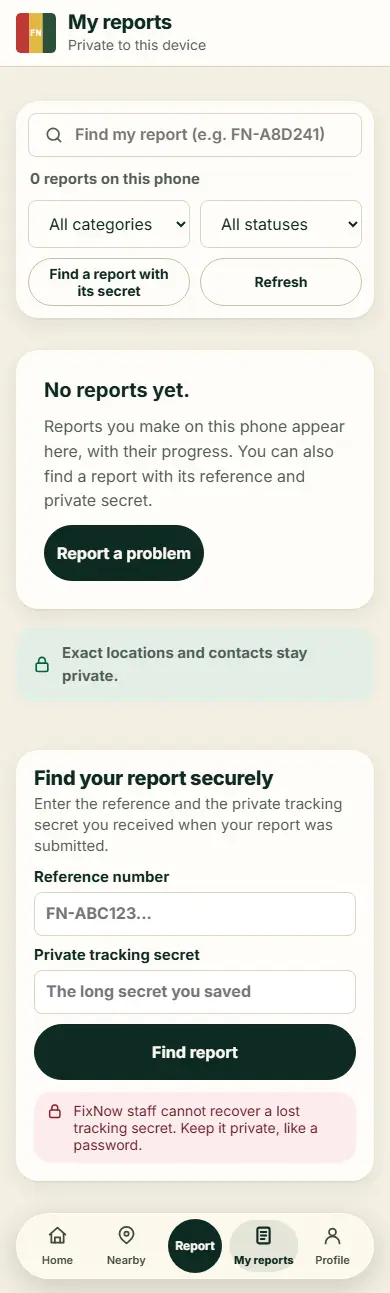 FN
My reports
Private to this device
Find my report (e.g. FN-A8D241)
0 reports on this phone
All categories
All statuses
Find a report with
its secret
Refresh
No reports yet.
Reports you make on this phone appear
here, with their progress. You can also
find a report with its reference and
private secret.
Report a problem
Exact locations and contacts stay
private.
Find your report securely
Enter the reference and the private tracking
secret you received when your report was
submitted.
Reference number
FN-ABC123...
Private tracking secret
The long secret you saved
Find report
FixNow staff cannot recover a lost
tracking secret. Keep it private, like a
password.
Home
Nearby
Report
My reports
Profile